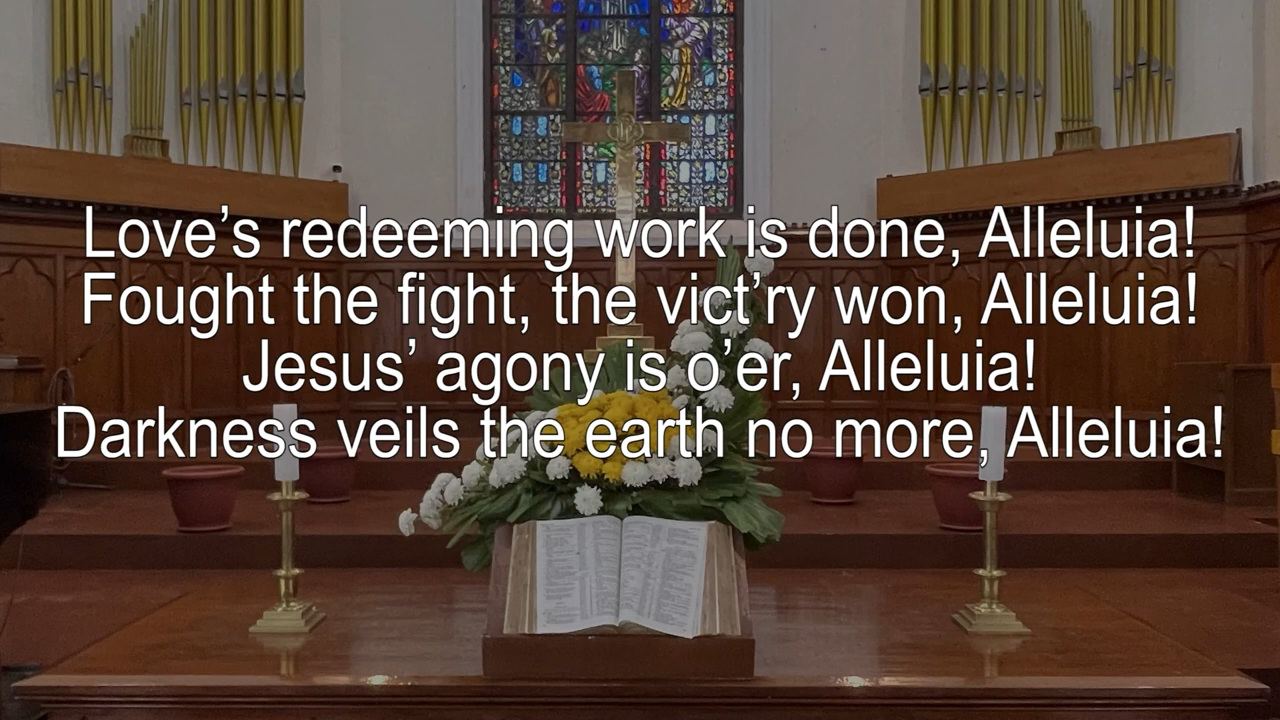 Love’s redeeming work is done, Alleluia!
Fought the fight, the vict’ry won, Alleluia!
Jesus’ agony is o’er, Alleluia!
Darkness veils the earth no more, Alleluia!